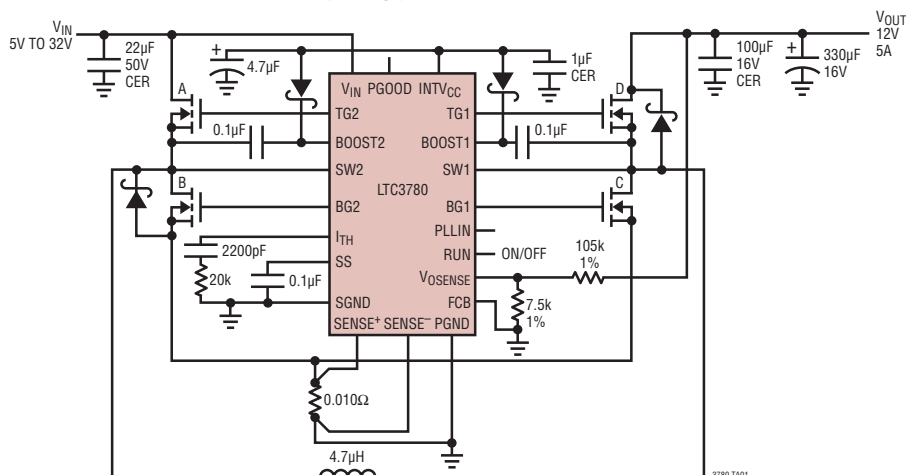 VIN
5V TO 32V
22µF
50V
CER
+
4.7µF
1µF
CER
VOUT
12V
5A
100µF
16V
CER
+
330µF
16V
A
D
VIN PGOOD INTVCC
TG2
TG1
0.1µF
BOOST2
BOOST1
0.1µF
SW2
SW1
LTC3780
B
C
BG2
BG1
ITH
PLLIN
2200pF
RUN
ON/OFF
105k
1%
20k
SS
0.1µF
VOSENSE
SGND
FCB
7.5k
1%
SENSE+ SENSE– PGND
0.010Ω
4.7µH
3780 TA01